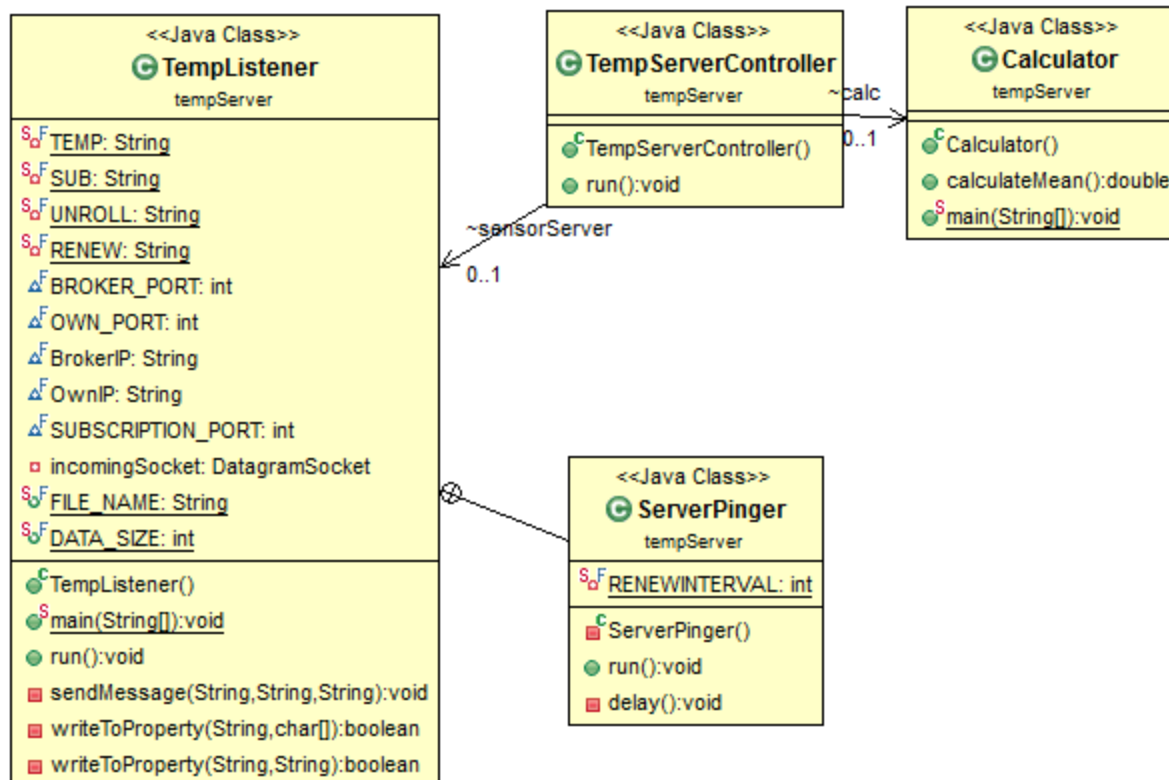 <<Java Class>>
TempListener
tempServer
TEMP: String
SUB: String
UNROLL: String
RENEW: String
BROKER_PORT: int
OWN_PORT: int
BrokerIP: String
OwnIP: String
SUBSCRIPTION_PORT: int
incomingSocket: DatagramSocket
FILE_NAME: String
DATA_SIZE: int
TempListener()
main(String[]):void
run():void
sendMessage(String,String,String):void
writeToProperty(String,char[]):boolean
writeToProperty(String,String):boolean
<<Java Class>>
TempServerController
tempServer
TempServerController()
run():void
~calc
0..1
~sensorServer
0..1
<<Java Class>>
Calculator
tempServer
Calculator()
calculateMean():double
main(String[]):void
<<Java Class>>
ServerPinger
tempServer
RENEWINTERVAL: int
ServerPinger()
run():void
delay():void